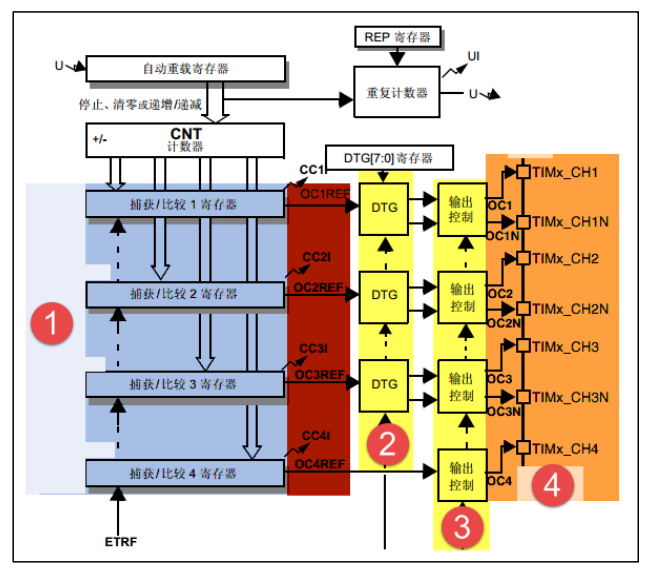 REP 寄存器
U
自动重载寄存器
UI
停止、清零或递增/递减
重复计数器
U
+/-
CNT
计数器
DTG[7:0]寄存器
CC1I
OC1REF
捕获/比较 1 寄存器
DTG
输出
控制
OC1
TIMx_CH1
OC1N
TIMx_CH1N
CC2I
OC2REF
捕获/比较 2 寄存器
DTG
输出
控制
OC2
TIMx_CH2
OC2N
TIMx_CH2N
1
CC3I
OC3REF
捕获/比较 3 寄存器
DTG
输出
控制
OC3
TIMx_CH3
OC3N
TIMx_CH3N
2
CC4I
OC4REF
捕获/比较 4 寄存器
输出
控制
OC4
TIMx_CH4
4
3
ETRF